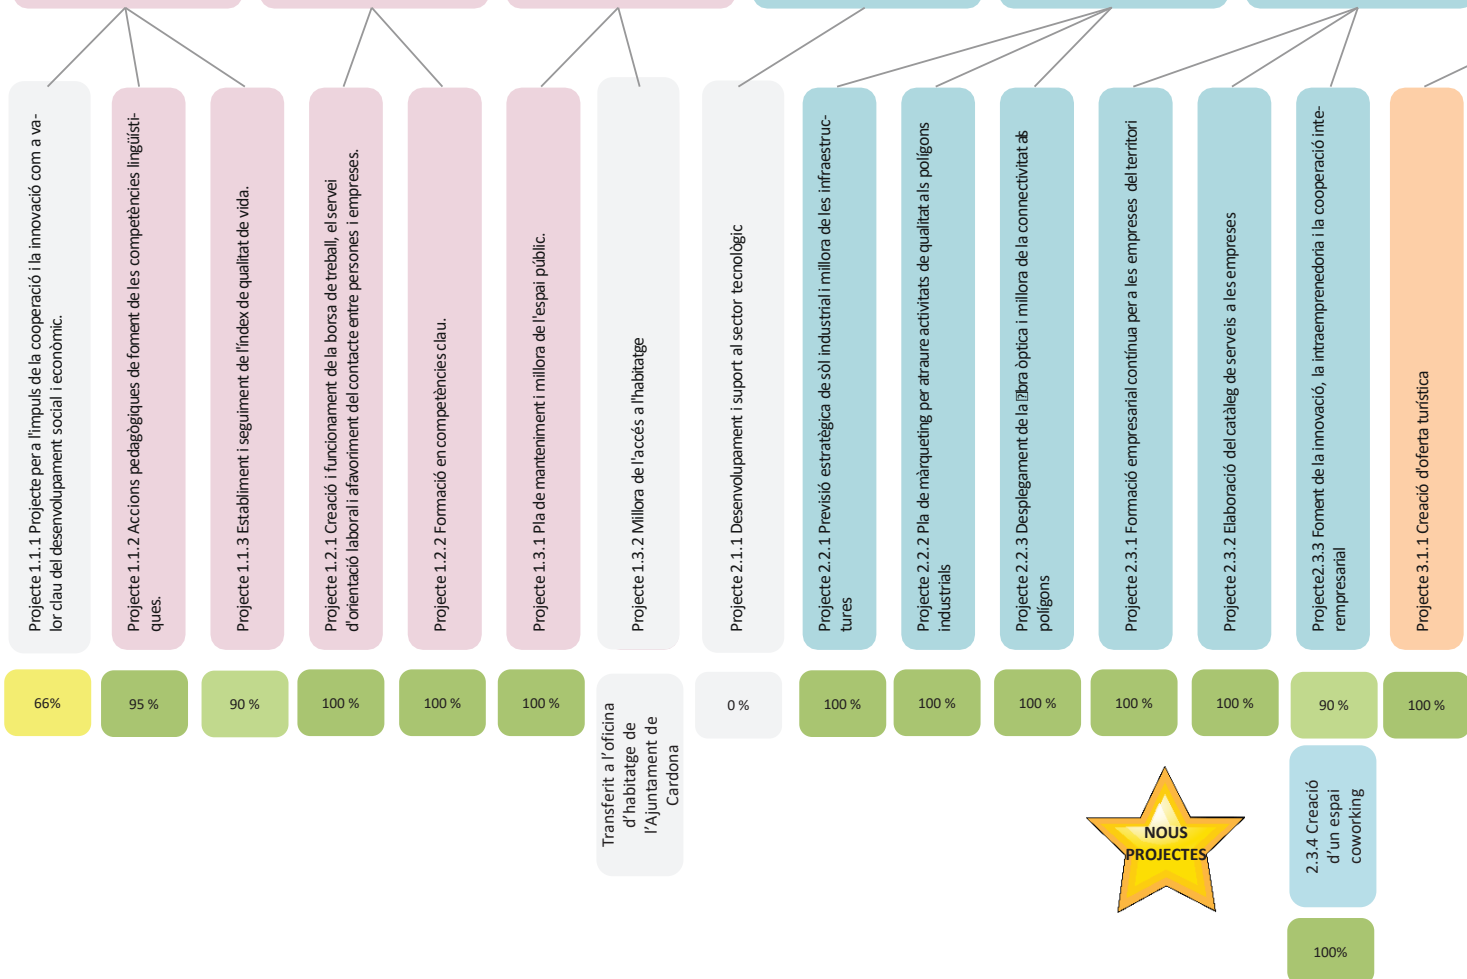 Projecte 1.1.1 Projecte per a l'impuls de la cooperació i la innovació com a va-
lor clau del desenvolupament social i econòmic.
Projecte 1.1.2 Accions pedagògiques de foment de les competències lingüísti-
ques.
Projecte 1.1.3 Establiment i seguiment de l'índex de qualitat de vida.
Projecte 1.2.1 Creació i funcionament de la borsa de treball, el servei
d'orientació laboral i afavoriment del contacte entre persones i empreses.
Projecte 1.2.2 Formació en competències clau.
Projecte 1.3.1 Pla de manteniment i millora de l'espai públic.
Projecte 1.3.2 Millora de l'accés a l'habitatge
Projecte 2.1.1 Desenvolupament i suport al sector tecnològic
Projecte 2.2.1 Previsió estratègica de sòl industrial i millora de les infraestruc-
tures
Projecte 2.2.2 Pla de màrqueting per atraure activitats de qualitat als polígons
industrials
Projecte 2.2.3 Desplegament de la bra òptica i millora de la connectivitat als
polígons
Projecte 2.3.1 Formació empresarial contínua per a les empreses del territori
Projecte 2.3.2 Elaboració del catàleg de serveis a les empreses
Projecte2.3.3 Foment de la innovació, la intraemprenedoria i la cooperació inte-
rempresarial
Projecte 3.1.1 Creació d'oferta turística
66%
95 %
90 %
100 %
100 %
100 %
Transferit a l'oficina
d'habitatge de
l'Ajuntament de
Cardona
0 %
100 %
100 %
100 %
100 %
100 %
90 %
100 %
NOUS
PROJECTES
2.3.4 Creació
d'un espai
coworking
100%